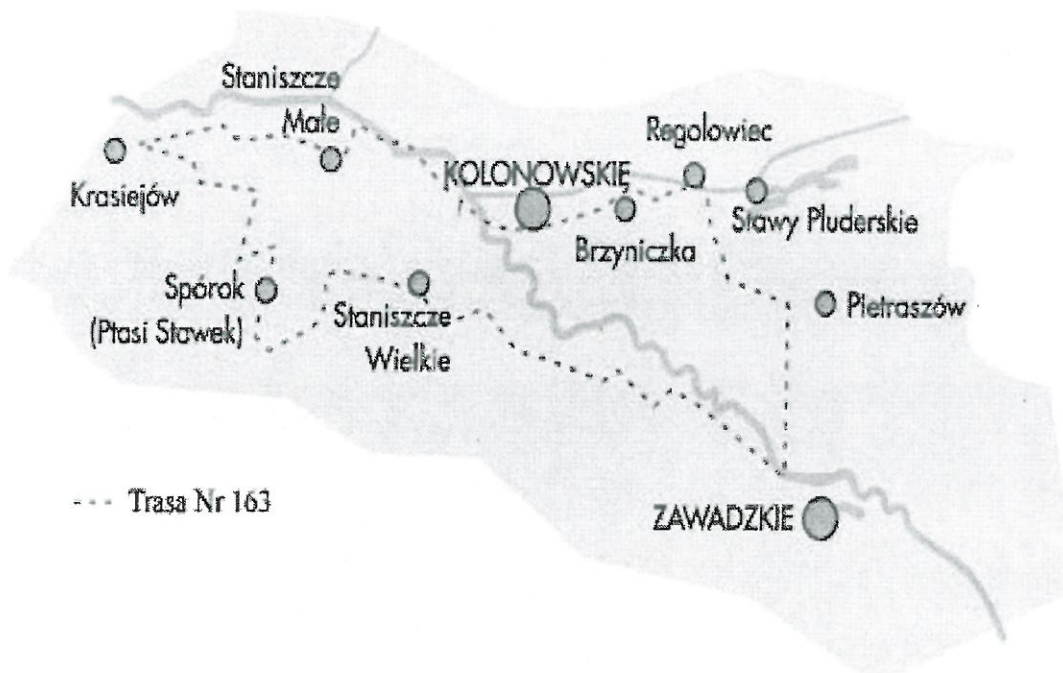 Staniszcze
Małe
Regolowiec
KOLONOWSKIE
Krasiejów
Brzyniczka
Stawy Pluderskie
Spórok
(Ptasi Stawek)
Staniszcze
Wielkie
Pietraszów
--- Trasa Nr 163
ZAWADZKIE